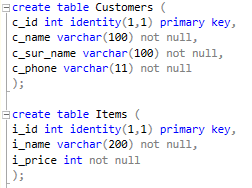 create table Customers (
c_id int identity(1,1) primary key,
c_name varchar(100) not null,
c_sur_name varchar(100) not null,
c_phone varchar(11) not null
);
create table Items (
i_id int identity(1,1) primary key,
i_name varchar(200) not null,
i_price int not null
);